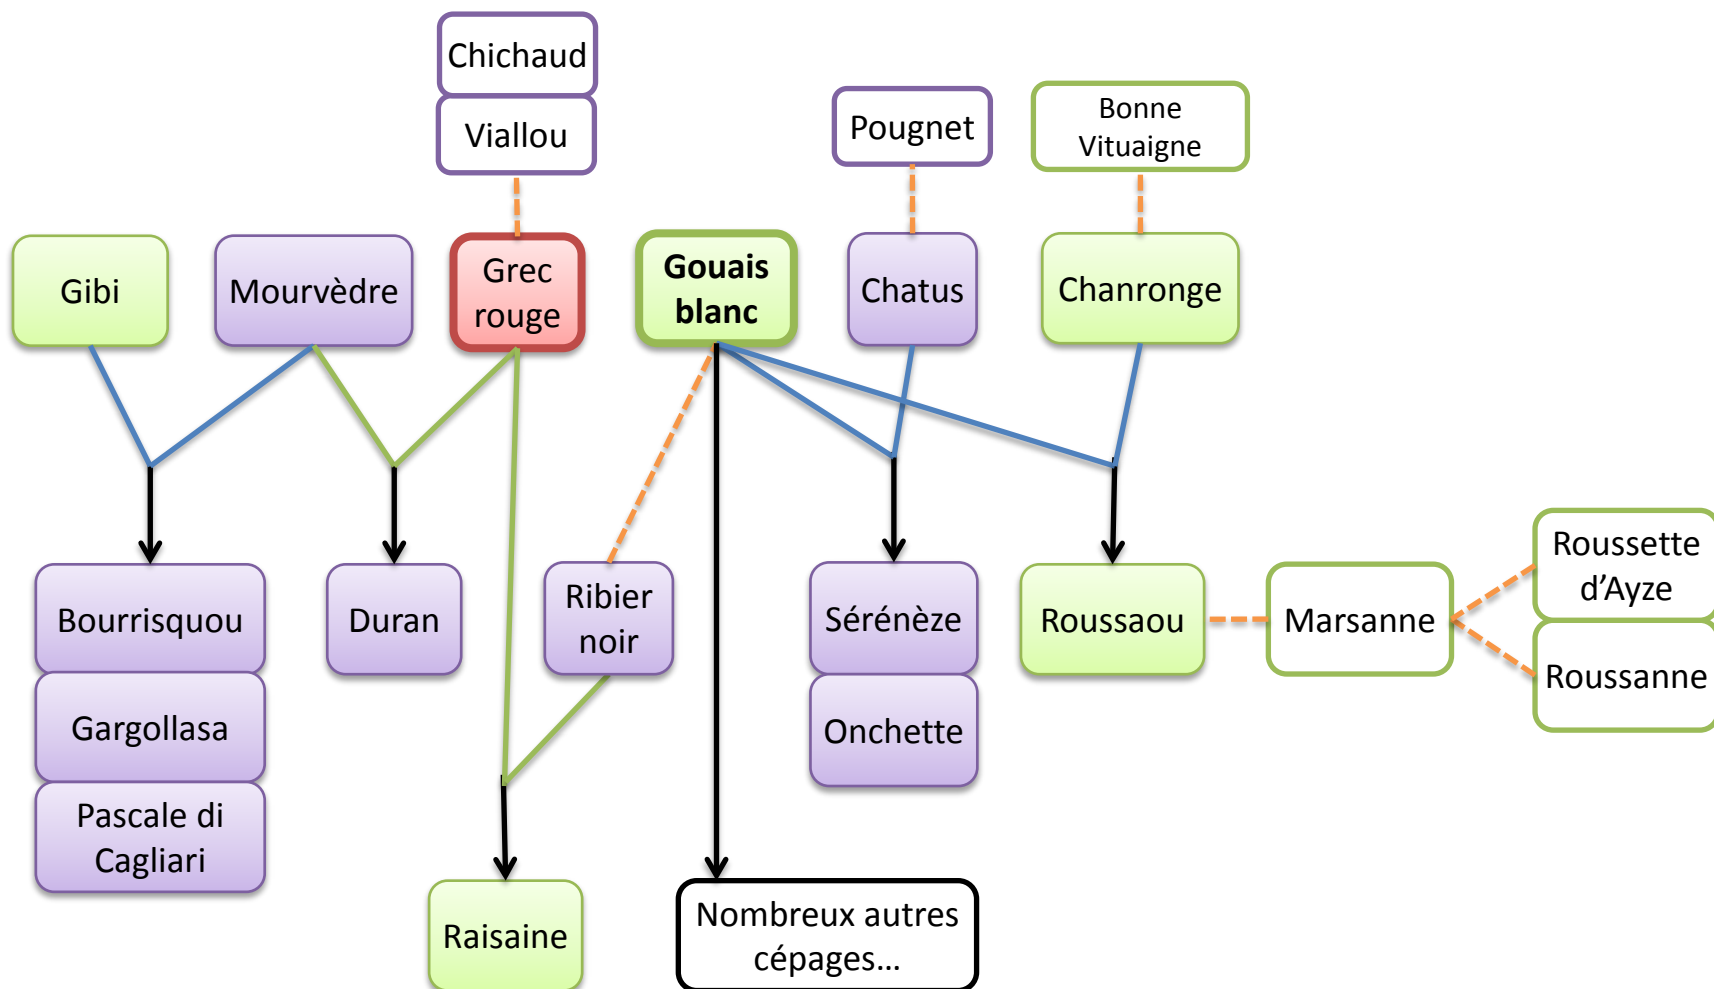 Chichaud
Viallou
Pougnet
Bonne
Vituaigne
Gibi
Mourvèdre
Grec
rouge
Gouais
blanc
Chatus
Chanronge
Bourrisquou
Gargollasa
Pascale di
Cagliari
Duran
Ribier
noir
Sérénèze
Onchette
Roussaou
Marsanne
Roussette
d'Ayze
Roussanne
Raisaine
Nombreux autres
cépages...